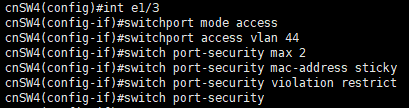 cnSW4(config)#int e1/3
cnSW4(config-if)#switchport mode access
cnSW4(config-if)#switchport access vlan 44
cnSW4(config-if)#switch port-security max 2
cnSW4(config-if)#switch port-security mac-address sticky
cnSW4(config-if)#switch port-security violation restrict
cnSW4(config-if)#switch port-security